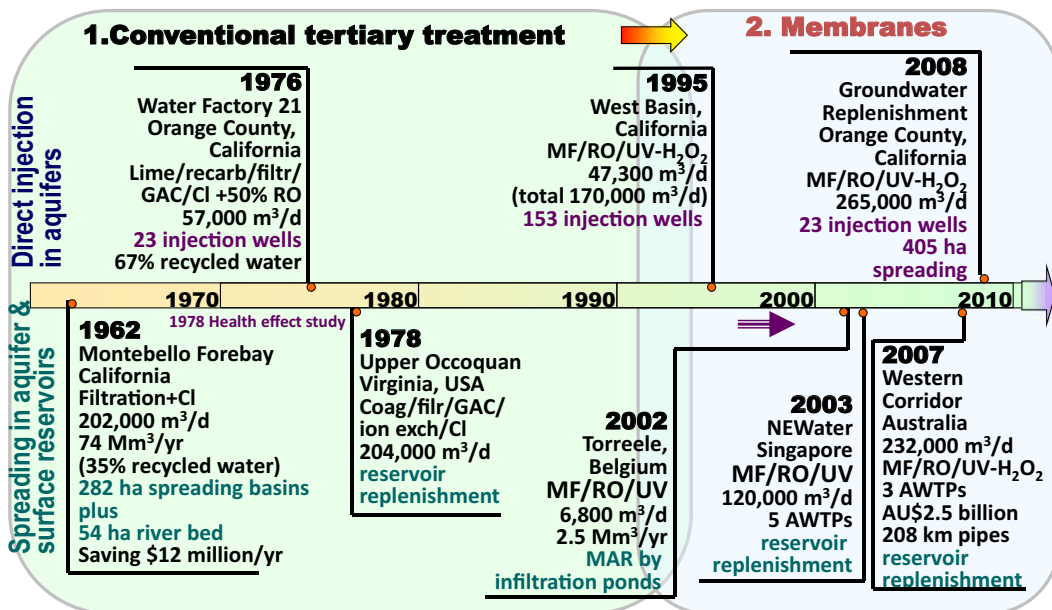 1.Conventional tertiary treatment
2. Membranes
Direct injection
in aquifers
1976
Water Factory 21
Orange County,
California
Lime/recarb/filtr/
GAC/Cl +50% RO
57,000 m³/d
23 injection wells
67% recycled water
1995
West Basin,
California
MF/RO/UV-H₂O₂
47,300 m³/d
(total 170,000 m³/d)
153 injection wells
2008
Groundwater
Replenishment
Orange County,
California
MF/RO/UV-H₂O₂
265,000 m³/d
23 injection wells
405 ha
spreading
1970
1980
1990
2000
2010
1978 Health effect study
Spreading in aquifer &
surface reservoirs
1962
Montebello Forebay
California
Filtration+Cl
202,000 m³/d
74 Mm³/yr
(35% recycled water)
282 ha spreading basins
plus
54 ha river bed
Saving $12 million/yr
1978
Upper Occoquan
Virginia, USA
Coag/filr/GAC/
ion exch/Cl
204,000 m³/d
reservoir
replenishment
2002
Torreele,
Belgium
MF/RO/UV
6,800 m³/d
2.5 Mm³/yr
MAR by
infiltration ponds
2003
NEWater
Singapore
MF/RO/UV
120,000 m³/d
5 AWTPs
reservoir
replenishment
2007
Western
Corridor
Australia
232,000 m³/d
MF/RO/UV-H₂O₂
3 AWTPs
AU$2.5 billion
208 km pipes
reservoir
replenishment